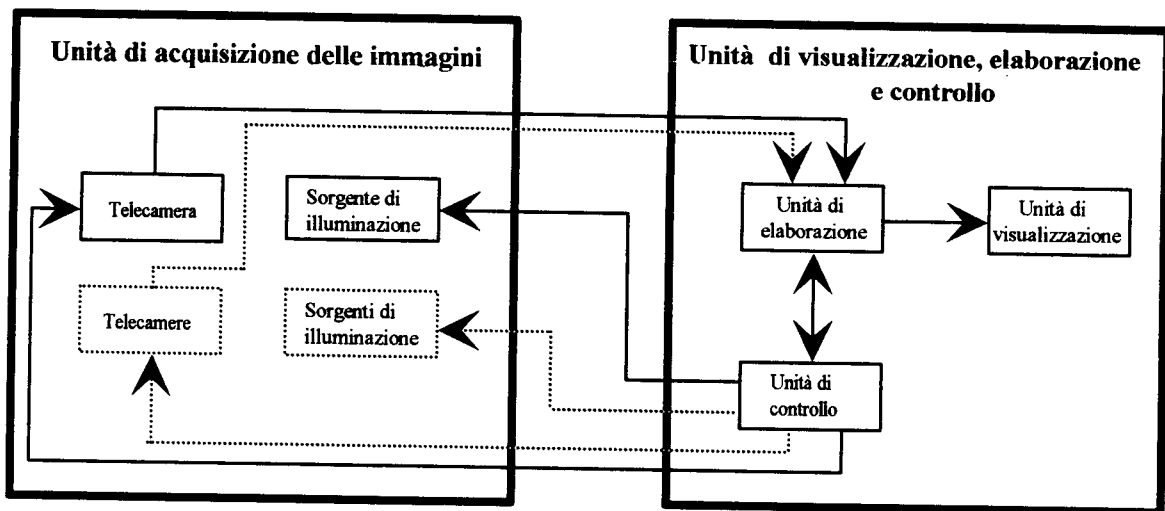 Unità di acquisizione delle immagini
Telecamera
Sorgente di
illuminazione
Telecamere
Sorgenti di
illuminazione
Unità di visualizzazione, elaborazione
e controllo
Unità di
elaborazione
Unità di
visualizzazione
Unità di
controllo